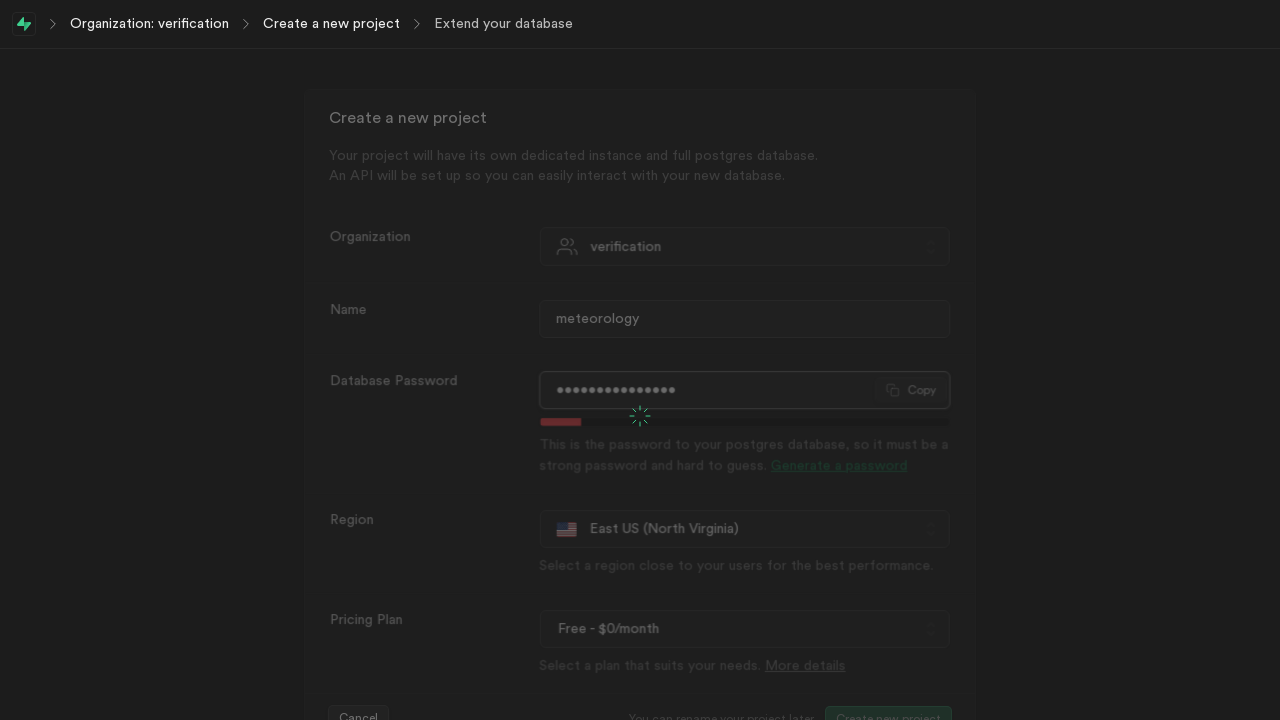 Organization: verification
Create a new project
Extend your database
Create a new project
Your project will have its own dedicated instance and full postgres database.
An API will be set up so you can easily interact with your new database.
Organization
verification
Name
meteorology
Database Password
•••••••••••••••
Copy
This is the password to your postgres database, so it must be a
strong password and hard to guess. Generate a password
Region
East US (North Virginia)
Select a region close to your users for the best performance.
Pricing Plan
Free - $0/month
Select a plan that suits your needs. More details
Cancel
You can rename your project later
Create new project